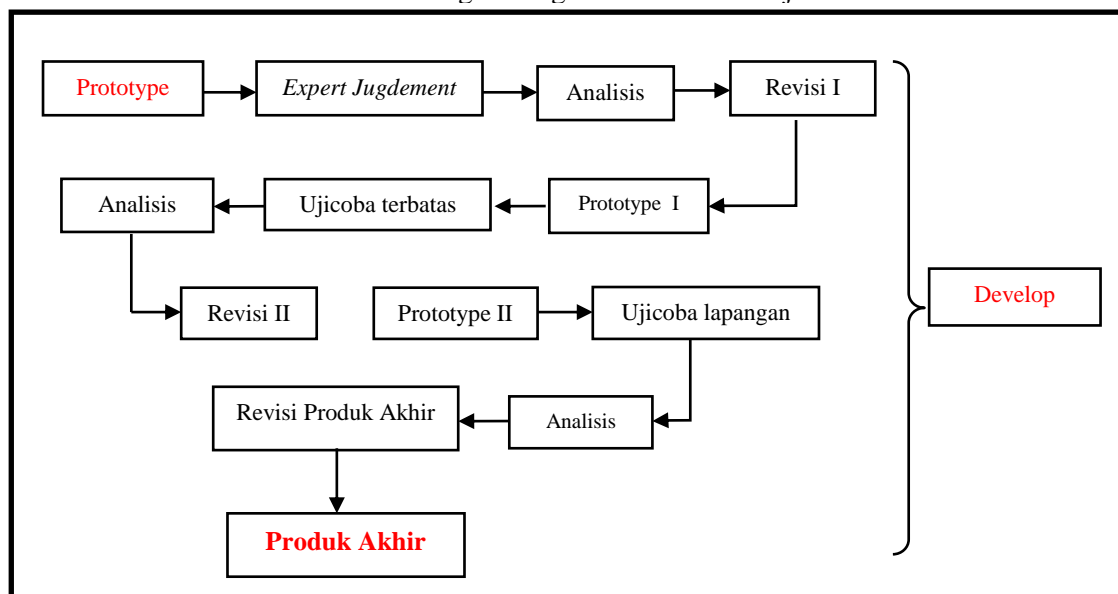 Prototype
Expert Jugdement
Analisis
Revisi I
Analisis
Ujicoba terbatas
Prototype I
Develop
Revisi II
Prototype II
Ujicoba lapangan
Revisi Produk Akhir
Analisis
Produk Akhir